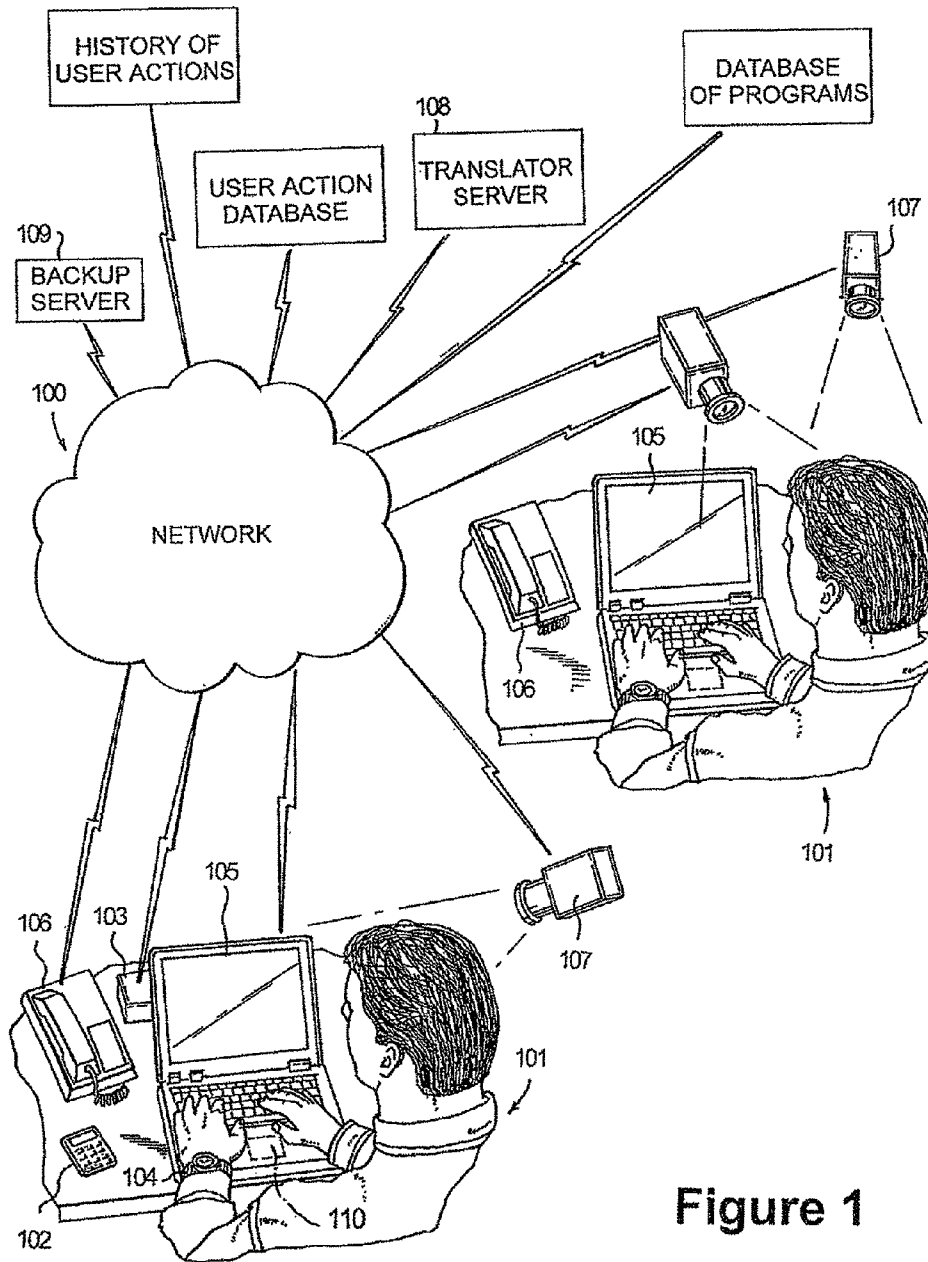 HISTORY OF
USER ACTIONS
DATABASE
OF PROGRAMS
108
TRANSLATOR
SERVER
USER ACTION
DATABASE
107
109
BACKUP
SERVER
100
105
NETWORK
106
101
105
103
106
107
101
104
110
102
Figure 1